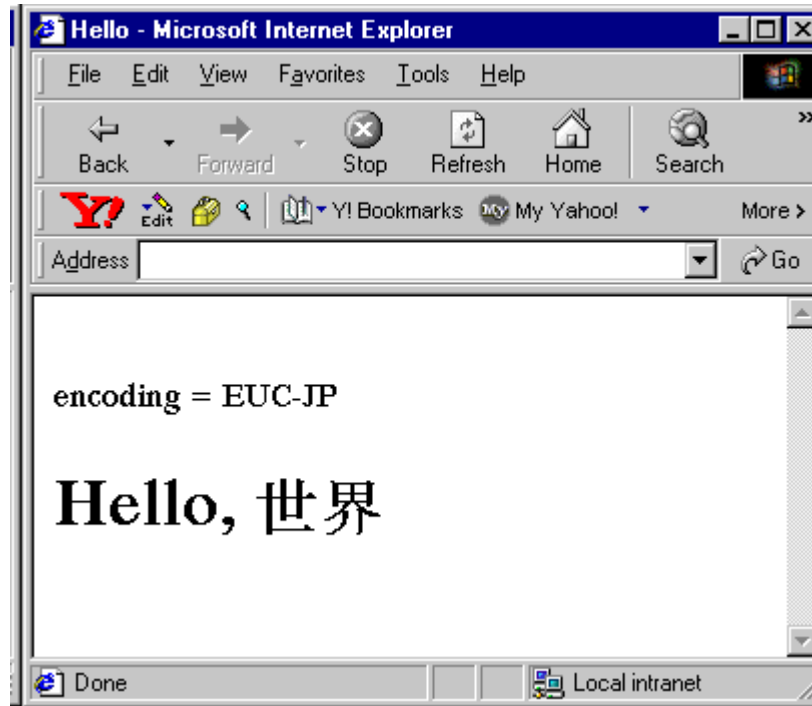 Hello - Microsoft Internet Explorer
File Edit View Favorites Tools Help
Back Forward Stop Refresh Home Search »
Y! Edit Y! Bookmarks My Yahoo! More >
Address Go
encoding = EUC-JP
Hello, 世界
Done Local intranet